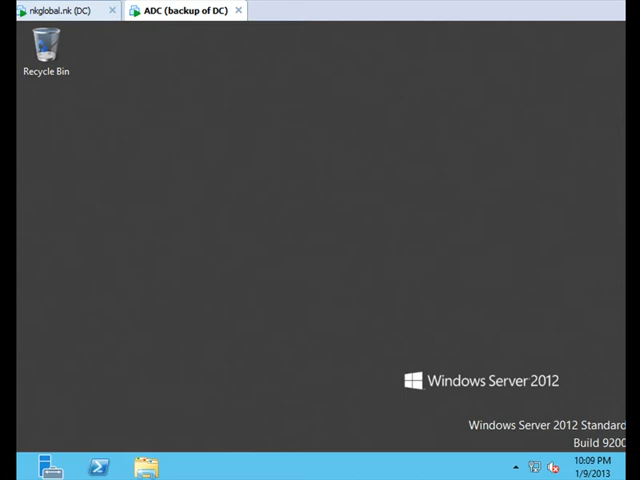 nkglobal.nk (DC)
ADC (backup of DC)
Recycle Bin
Windows Server 2012
Windows Server 2012 Standard
Build 9200
10:09 PM
1/9/2013